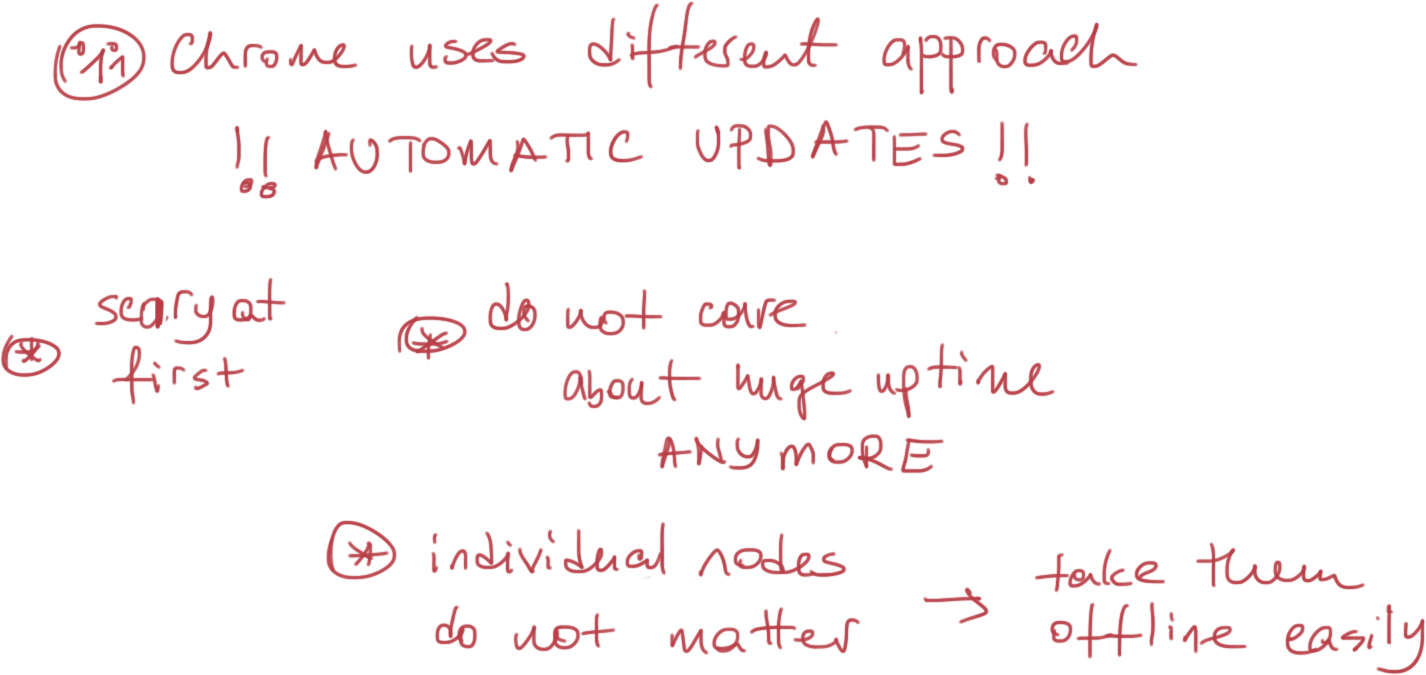 11 Chrome uses different approach
!! AUTOMATIC UPDATES !!
scary at
first
do not care
about huge uptime
ANYMORE
individual nodes
do not matter
→ take them
offline easily